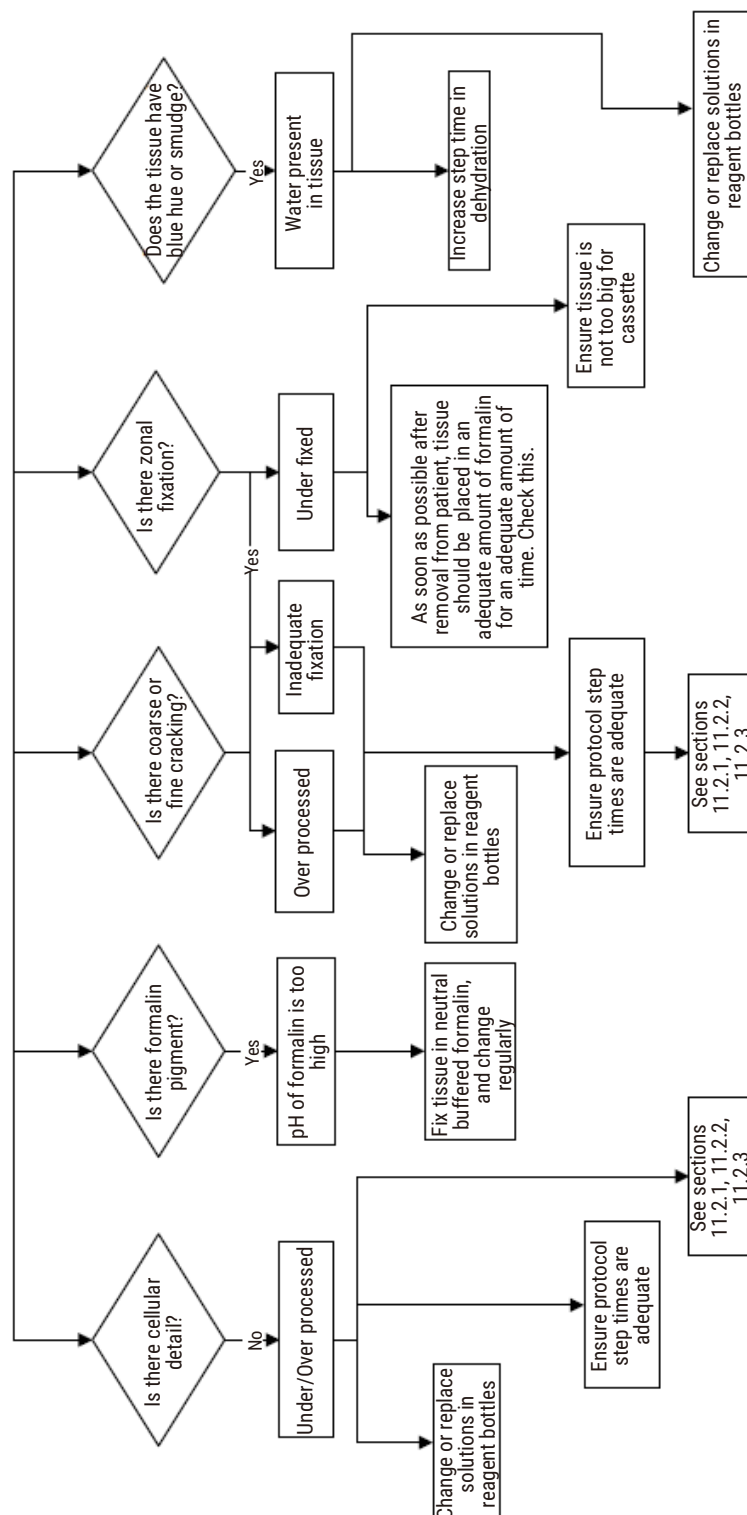 Is there cellular
detail?
No
Under/Over processed
Change or replace
solutions in
reagent bottles
Ensure protocol
step times are
adequate
See sections
11.2.1, 11.2.2,
11.2.3
Is there formalin
pigment?
Yes
pH of formalin is too
high
Fix tissue in neutral
buffered formalin,
and change
regularly
Is there coarse or
fine cracking?
Yes
Over processed
Inadequate
fixation
Change or replace
solutions in reagent
bottles
Ensure protocol step
times are adequate
See sections
11.2.1, 11.2.2,
11.2.3
Is there zonal
fixation?
Under fixed
As soon as possible after
removal from patient, tissue
should be placed in an
adequate amount of formalin
for an adequate amount of
time. Check this.
Ensure tissue is
not too big for
cassette
Does the tissue have
blue hue or smudge?
Yes
Water present
in tissue
Increase step time in
dehydration
Change or replace solutions in
reagent bottles